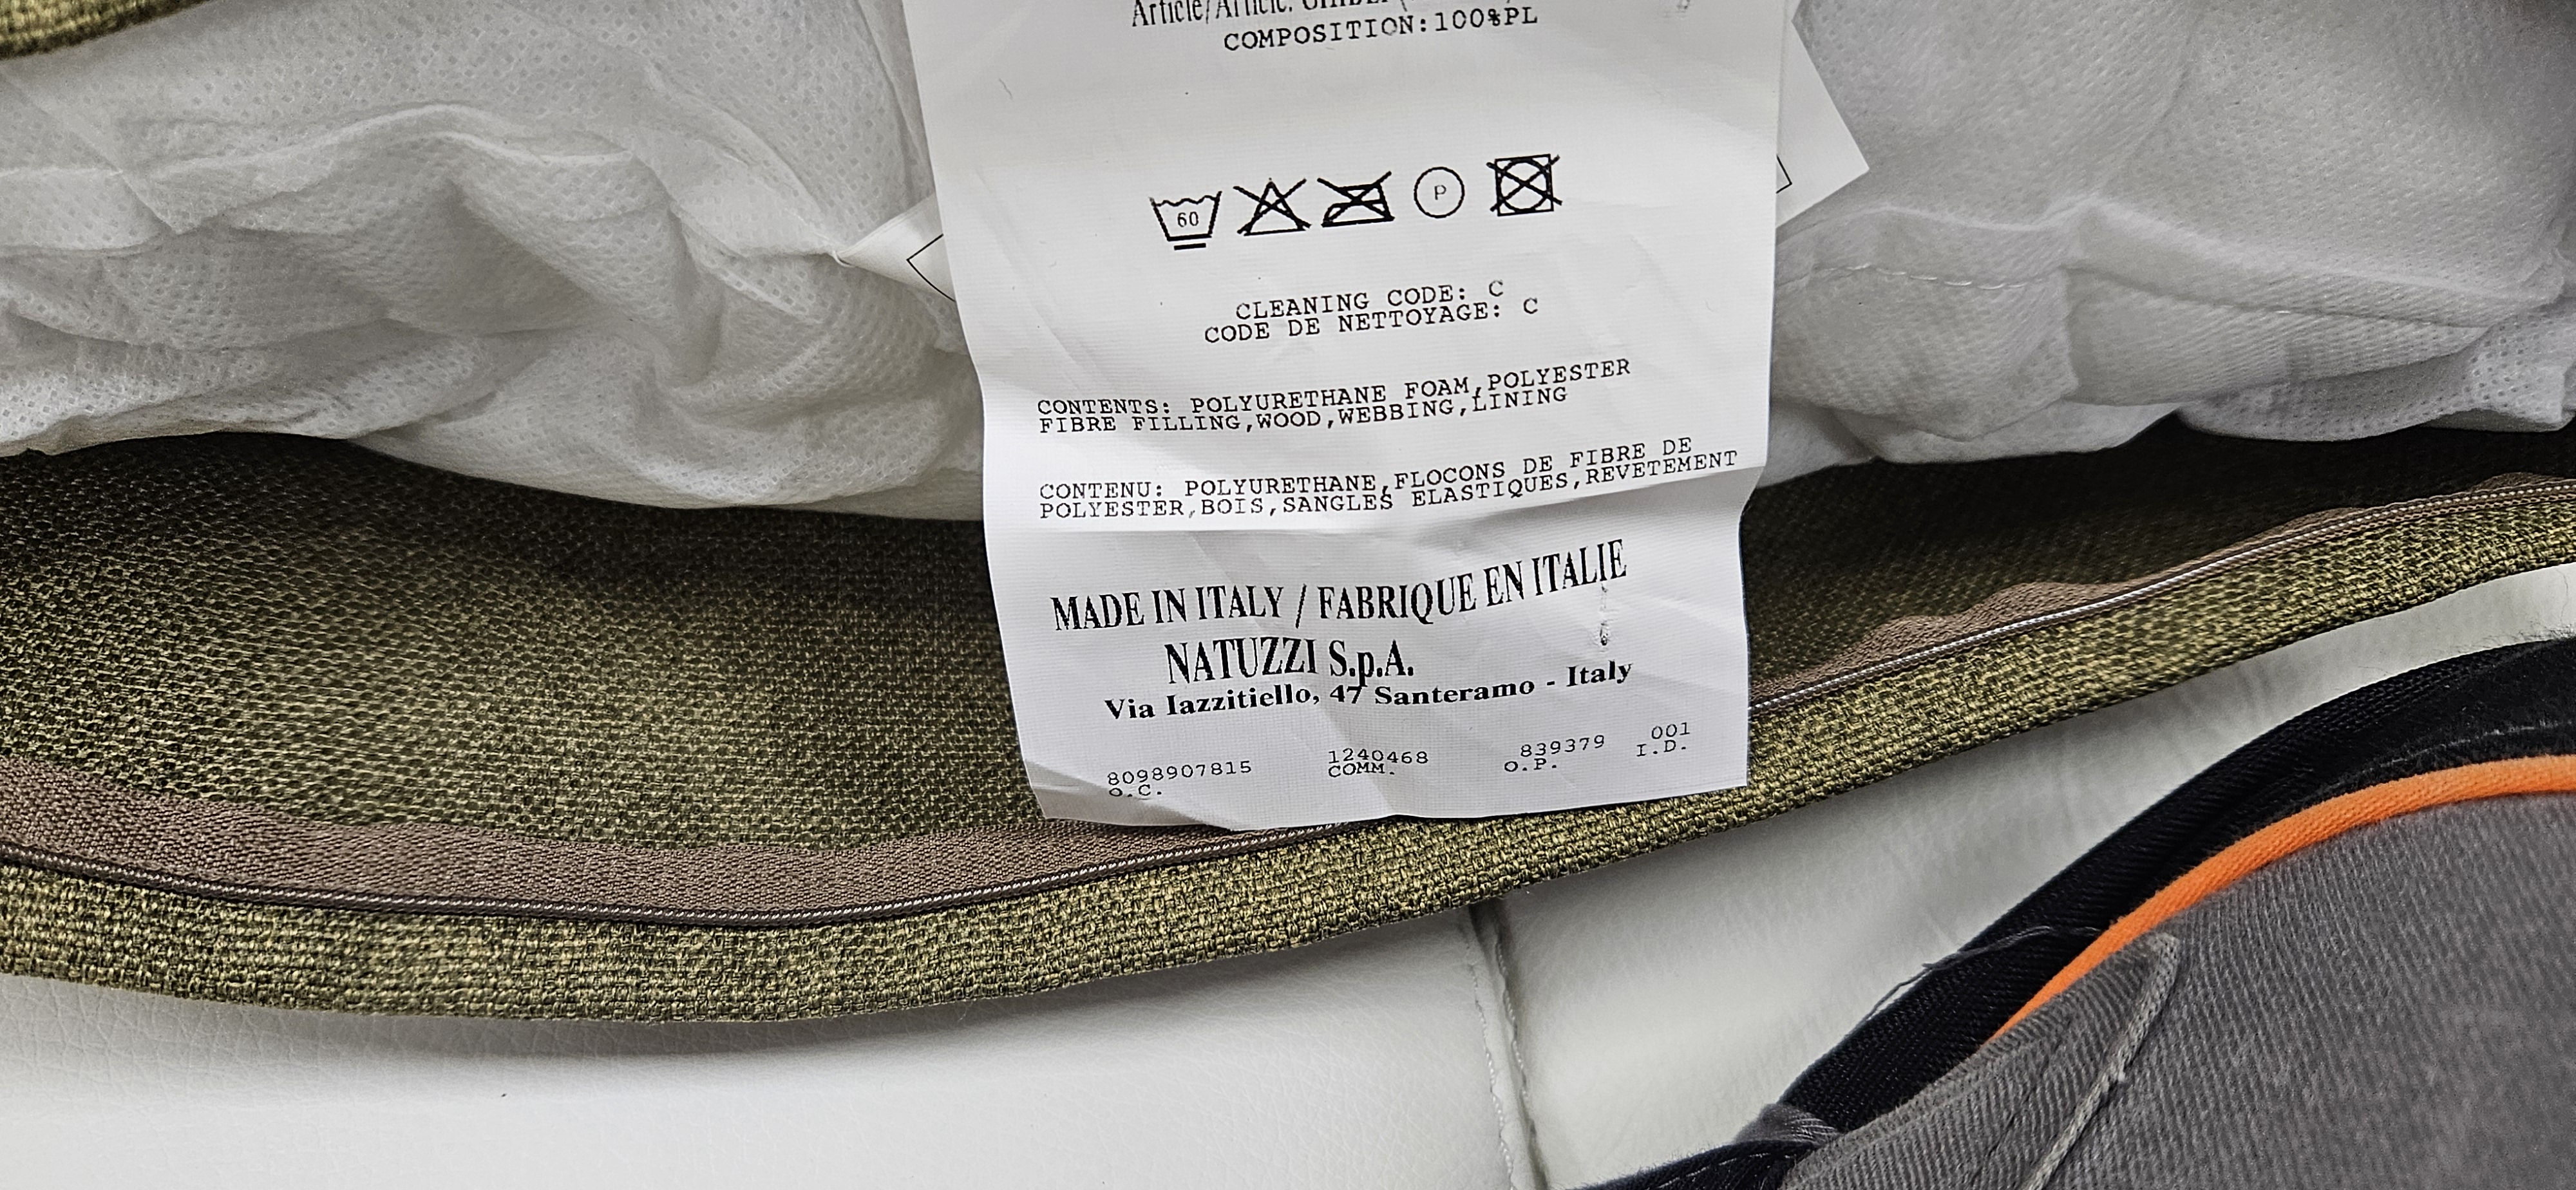 Article/Article:
COMPOSITION:100%PL
60
P
CLEANING CODE: C
CODE DE NETTOYAGE: C
CONTENTS: POLYURETHANE FOAM,POLYESTER
FIBRE FILLING,WOOD,WEBBING,LINING
CONTENU: POLYURETHANE,FLOCONS DE FIBRE DE
POLYESTER,BOIS,SANGLES ELASTIQUES,REVETEMENT
MADE IN ITALY / FABRIQUE EN ITALIE
NATUZZI S.p.A.
Via Iazzitiello, 47 Santeramo - Italy
8098907815 1240468 839379 001
O.C. COMM. O.P. I.D.